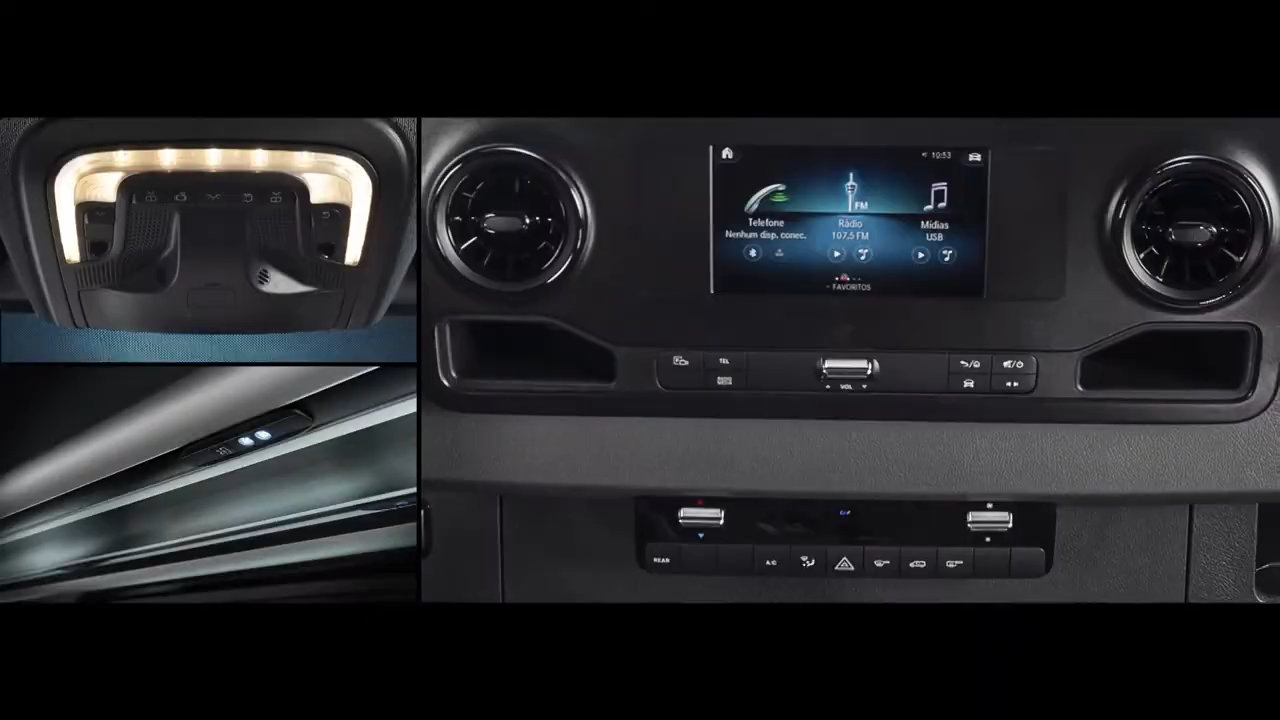 10:53
FM
Telefone
Nenhum disp. conec.
Rádio
107,5 FM
Mídias
USB
FAVORITOS
TEL
VOL
REAR
A/C